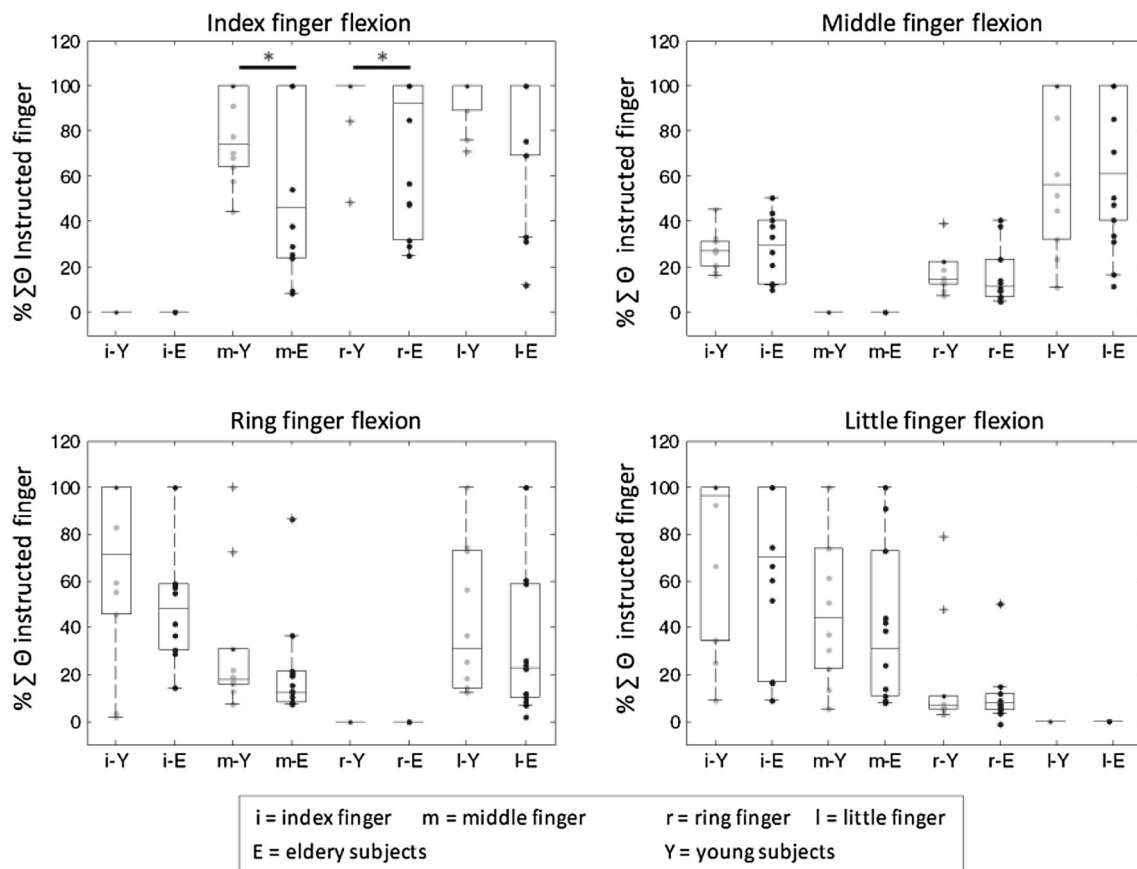 Index finger flexion
% ∑Θ Instructed finger
120
100
80
60
40
20
0
* *
i-Y i-E m-Y m-E r-Y r-E l-Y l-E
Middle finger flexion
% ∑ Θ instructed finger
120
100
80
60
40
20
0
i-Y i-E m-Y m-E r-Y r-E l-Y l-E
Ring finger flexion
% ∑ Θ instructed finger
120
100
80
60
40
20
0
i-Y i-E m-Y m-E r-Y r-E l-Y l-E
Little finger flexion
% ∑ Θ instructed finger
120
100
80
60
40
20
0
i-Y i-E m-Y m-E r-Y r-E l-Y l-E
i = index finger m = middle finger r = ring finger l = little finger
E = eldery subjects Y = young subjects